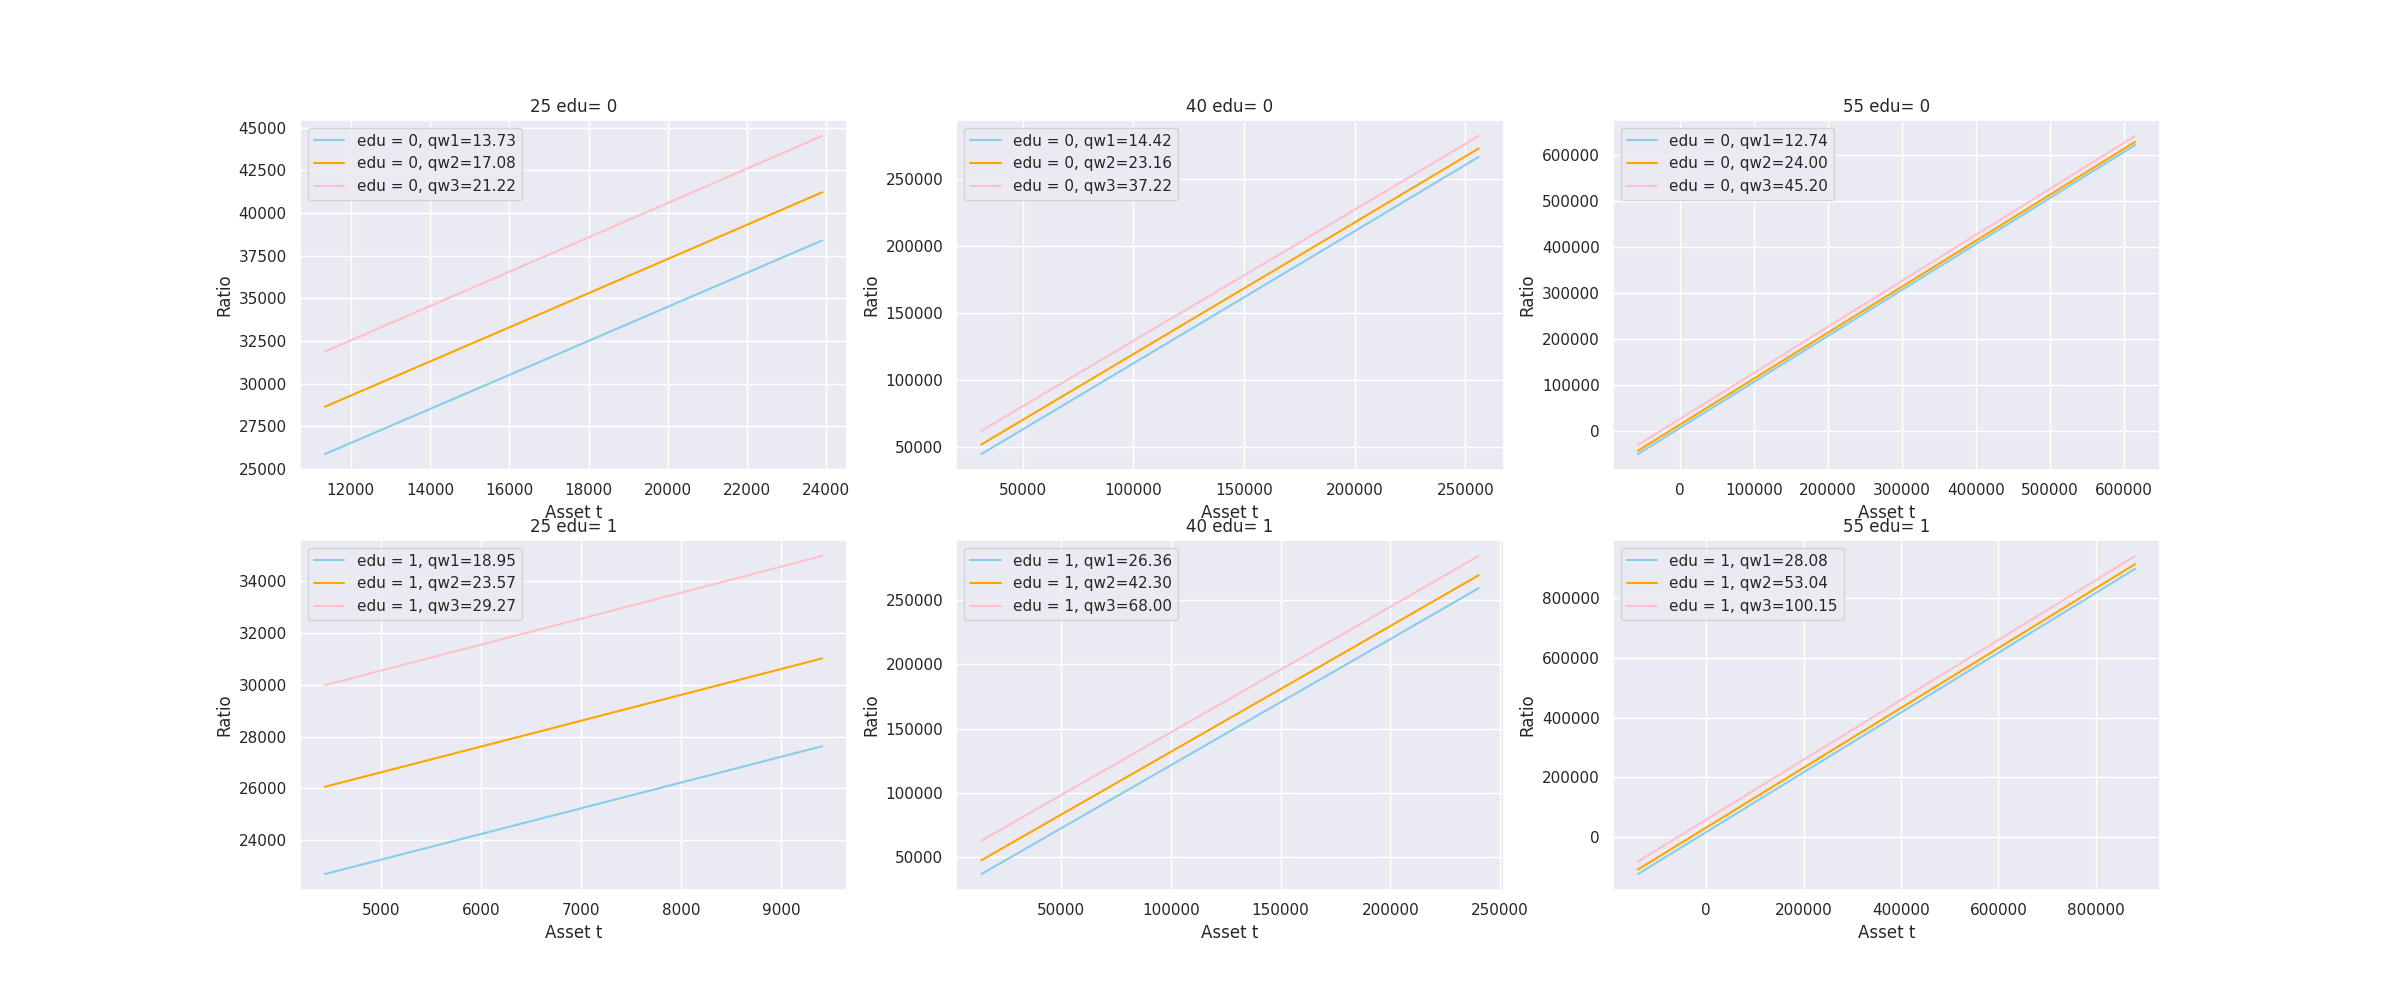 25 edu= 0
45000
42500
40000
37500
35000
32500
30000
27500
25000
Ratio
edu = 0, qw1=13.73
edu = 0, qw2=17.08
edu = 0, qw3=21.22
12000 14000 16000 18000 20000 22000 24000
Asset t
40 edu= 0
250000
200000
150000
100000
50000
Ratio
edu = 0, qw1=14.42
edu = 0, qw2=23.16
edu = 0, qw3=37.22
50000 100000 150000 200000 250000
Asset t
55 edu= 0
600000
500000
400000
300000
200000
100000
0
Ratio
edu = 0, qw1=12.74
edu = 0, qw2=24.00
edu = 0, qw3=45.20
0 100000 200000 300000 400000 500000 600000
Asset t
25 edu= 1
34000
32000
30000
28000
26000
24000
Ratio
edu = 1, qw1=18.95
edu = 1, qw2=23.57
edu = 1, qw3=29.27
5000 6000 7000 8000 9000
Asset t
40 edu= 1
250000
200000
150000
100000
50000
Ratio
edu = 1, qw1=26.36
edu = 1, qw2=42.30
edu = 1, qw3=68.00
50000 100000 150000 200000 250000
Asset t
55 edu= 1
800000
600000
400000
200000
0
Ratio
edu = 1, qw1=28.08
edu = 1, qw2=53.04
edu = 1, qw3=100.15
0 200000 400000 600000 800000
Asset t